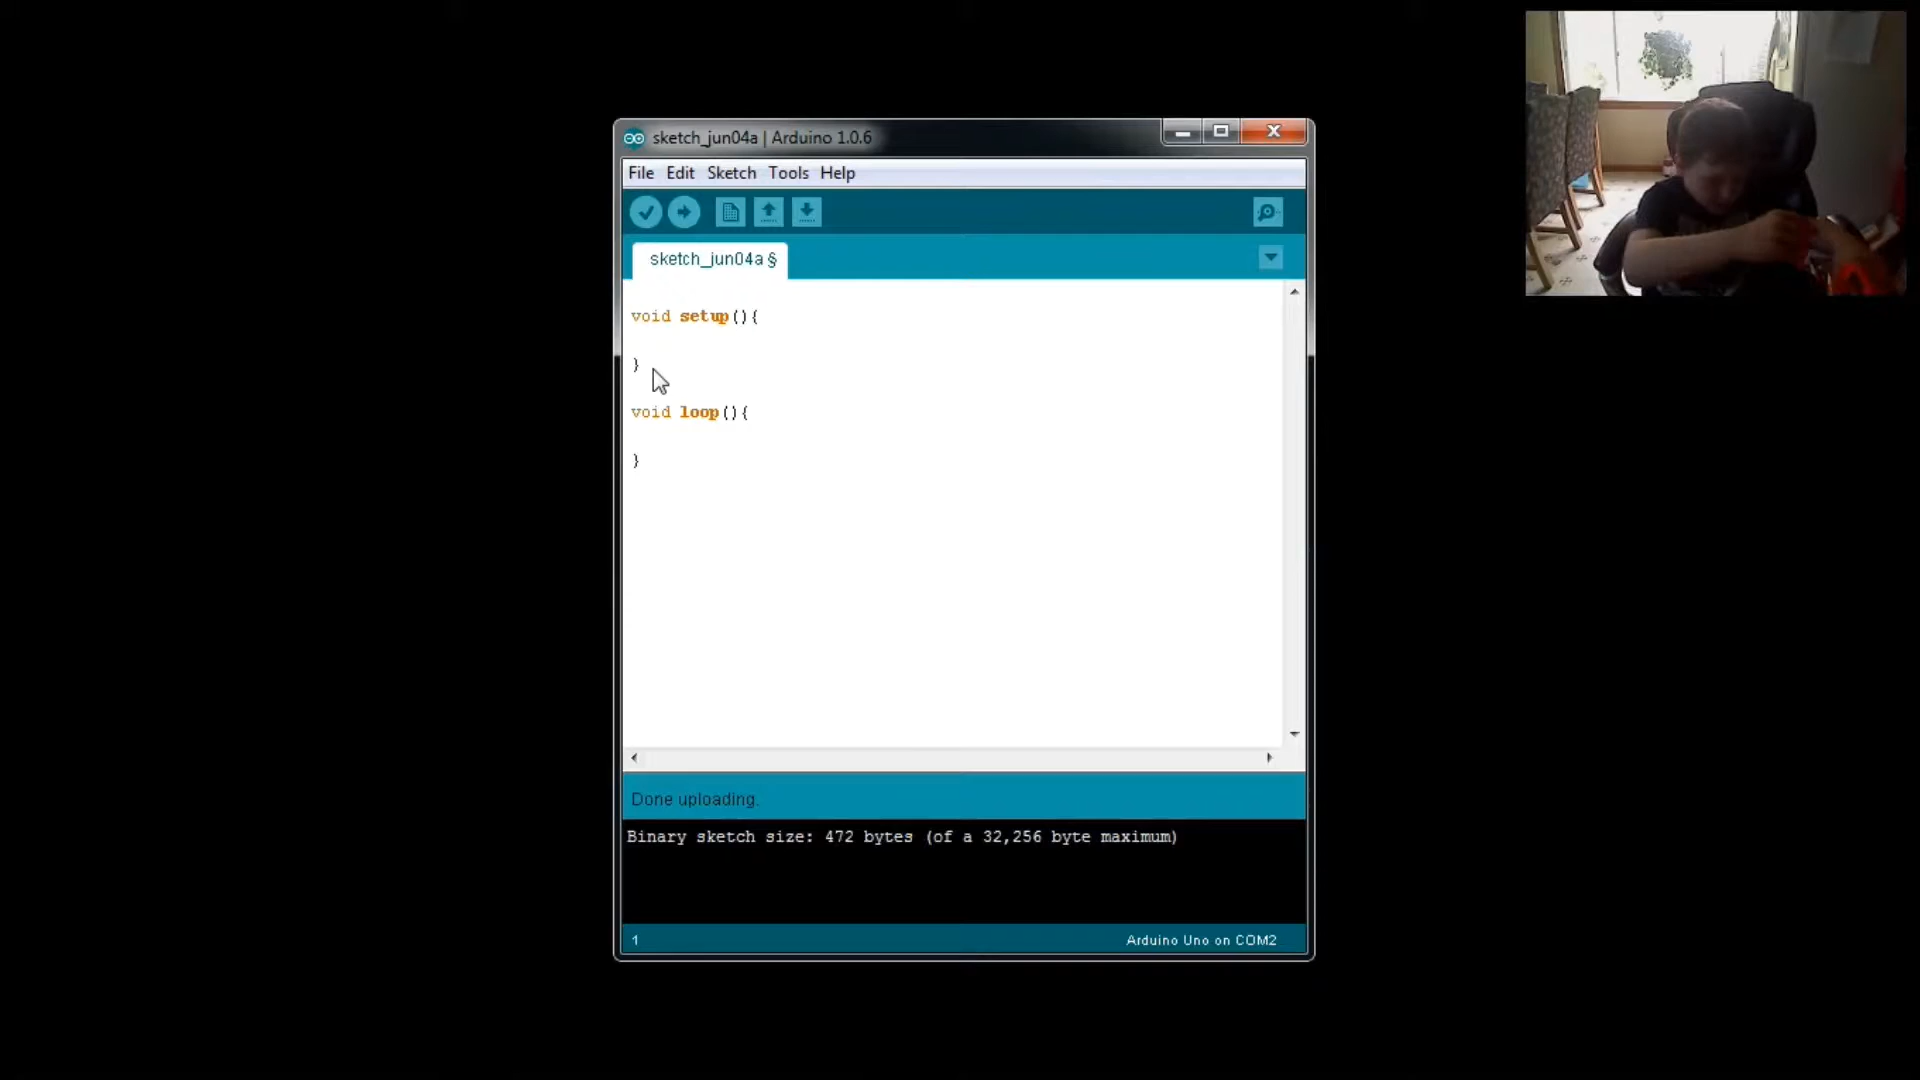 sketch_jun04a | Arduino 1.0.6
File Edit Sketch Tools Help
sketch_jun04a §
void setup(){
}
void loop(){
}
Done uploading.
Binary sketch size: 472 bytes (of a 32,256 byte maximum)
1
Arduino Uno on COM2